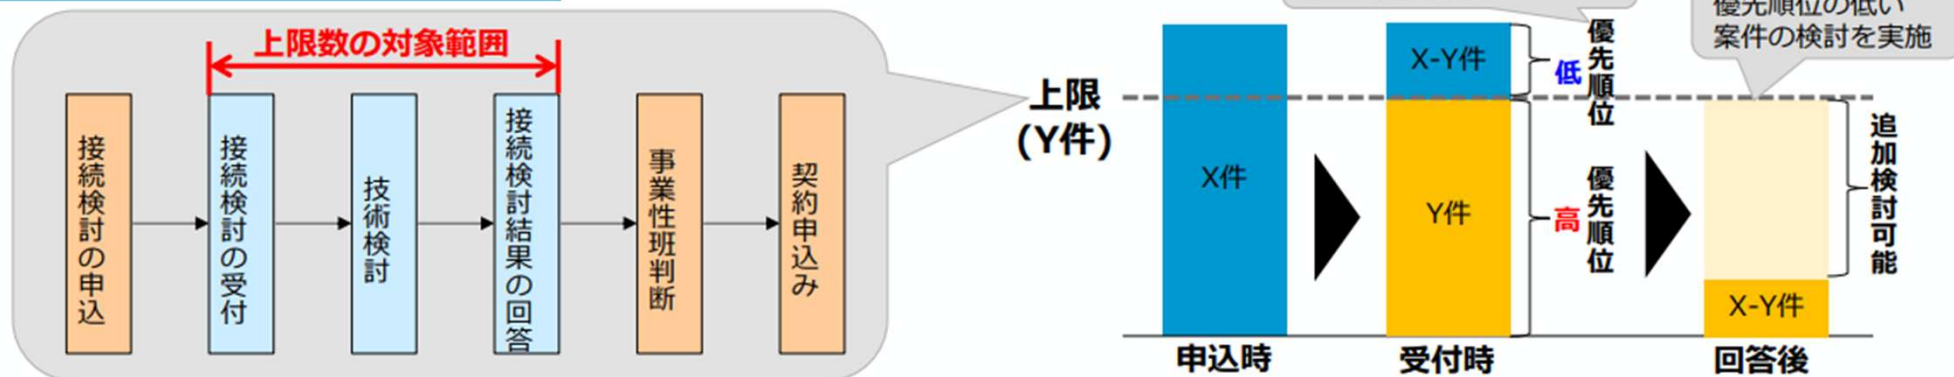 上限数の対象範囲
接続検討の申込
接続検討の受付
技術検討
接続検討結果の回答
事業性班判断
契約申込み
上限
(Y件)
X件
申込時
X-Y件
Y件
低
優先順位
高
優先順位
受付時
優先順位の低い
案件の検討を実施
追加検討可能
X-Y件
回答後